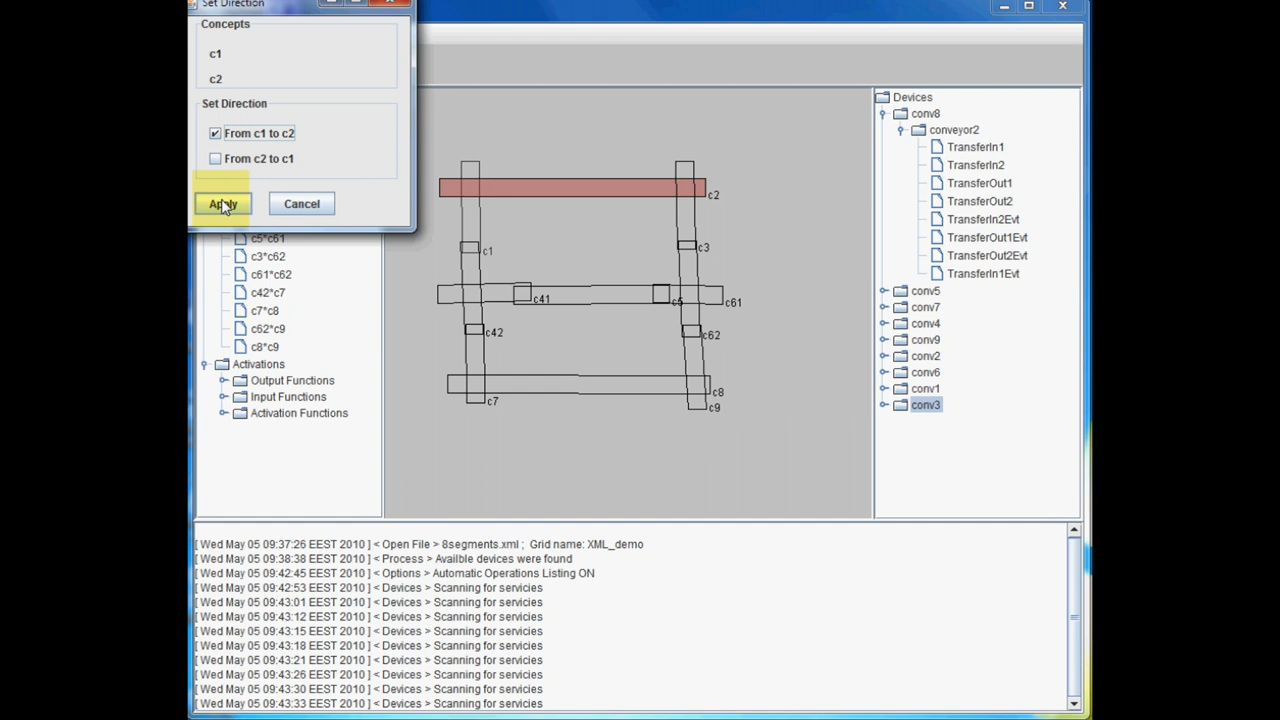 Set Direction
Concepts
c1
c2
Set Direction
From c1 to c2
From c2 to c1
Apply
Cancel
c5*c61
c3*c62
c61*c62
c42*c7
c7*c8
c62*c9
c8*c9
Activations
Output Functions
Input Functions
Activation Functions
c2
c1
c3
c41
c5
c61
c42
c62
c8
c7
c9
Devices
conv8
conveyor2
TransferIn1
TransferIn2
TransferOut1
TransferOut2
TransferIn2Evt
TransferOut1Evt
TransferOut2Evt
TransferIn1Evt
conv5
conv7
conv4
conv9
conv2
conv6
conv1
conv3
[ Wed May 05 09:37:26 EEST 2010 ] < Open File > 8segments.xml ; Grid name: XML_demo
[ Wed May 05 09:38:38 EEST 2010 ] < Process > Availble devices were found
[ Wed May 05 09:42:45 EEST 2010 ] < Options > Automatic Operations Listing ON
[ Wed May 05 09:42:53 EEST 2010 ] < Devices > Scanning for servicies
[ Wed May 05 09:43:01 EEST 2010 ] < Devices > Scanning for servicies
[ Wed May 05 09:43:12 EEST 2010 ] < Devices > Scanning for servicies
[ Wed May 05 09:43:15 EEST 2010 ] < Devices > Scanning for servicies
[ Wed May 05 09:43:18 EEST 2010 ] < Devices > Scanning for servicies
[ Wed May 05 09:43:21 EEST 2010 ] < Devices > Scanning for servicies
[ Wed May 05 09:43:26 EEST 2010 ] < Devices > Scanning for servicies
[ Wed May 05 09:43:30 EEST 2010 ] < Devices > Scanning for servicies
[ Wed May 05 09:43:33 EEST 2010 ] < Devices > Scanning for servicies